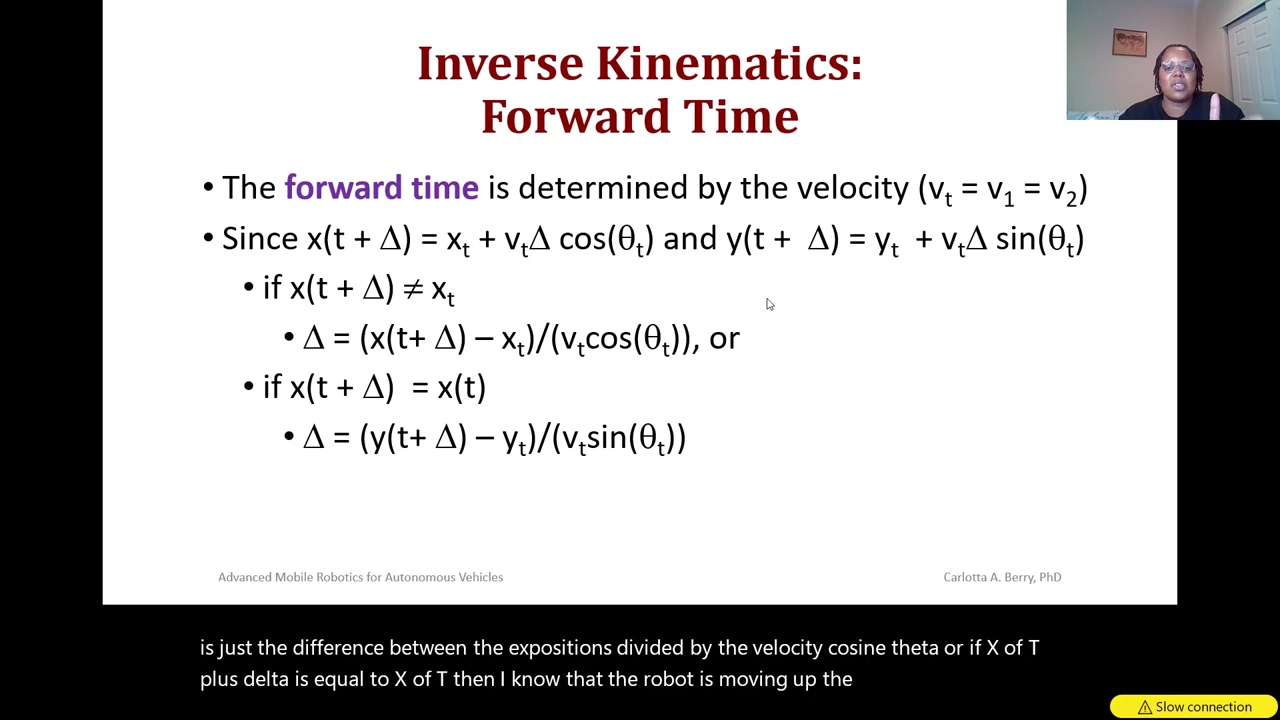 Inverse Kinematics:
Forward Time
• The forward time is determined by the velocity (vₜ = v₁ = v₂)
• Since x(t + Δ) = xₜ + vₜΔ cos(θₜ) and y(t + Δ) = yₜ + vₜΔ sin(θₜ)
• if x(t + Δ) ≠ xₜ
• Δ = (x(t+ Δ) – xₜ)/(vₜcos(θₜ)), or
• if x(t + Δ) = x(t)
• Δ = (y(t+ Δ) – yₜ)/(vₜsin(θₜ))
Advanced Mobile Robotics for Autonomous Vehicles
Carlotta A. Berry, PhD
is just the difference between the expositions divided by the velocity cosine theta or if X of T
plus delta is equal to X of T then I know that the robot is moving up the
⚠ Slow connection